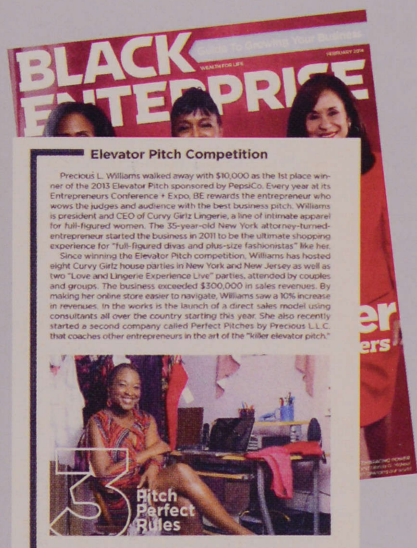 Guide To Growing Your Business
BLACK
WEALTH FOR LIFE
FEBRUARY 2014
ENTERPRISE
Elevator Pitch Competition
Precious L. Williams walked away with $10,000 as the 1st place win-
ner of the 2013 Elevator Pitch sponsored by PepsiCo. Every year at its
Entrepreneurs Conference + Expo, BE rewards the entrepreneur who
wows the judges and audience with the best business pitch. Williams
is president and CEO of Curvy Girlz Lingerie, a line of intimate apparel
for full-figured women. The 35-year-old New York attorney-turned-
entrepreneur started the business in 2011 to be the ultimate shopping
experience for "full-figured divas and plus-size fashionistas" like her.
Since winning the Elevator Pitch competition, Williams has hosted
eight Curvy Girlz house parties in New York and New Jersey as well as
two "Love and Lingerie Experience Live" parties, attended by couples
and groups. The business exceeded $300,000 in sales revenues. By
making her online store easier to navigate, Williams saw a 10% increase
in revenues. In the works is the launch of a direct sales model using
consultants all over the country starting this year. She also recently
started a second company called Perfect Pitches by Precious L.L.C.
that coaches other entrepreneurs in the art of the "killer elevator pitch."
er
ers
3
Pitch
Perfect
Rules